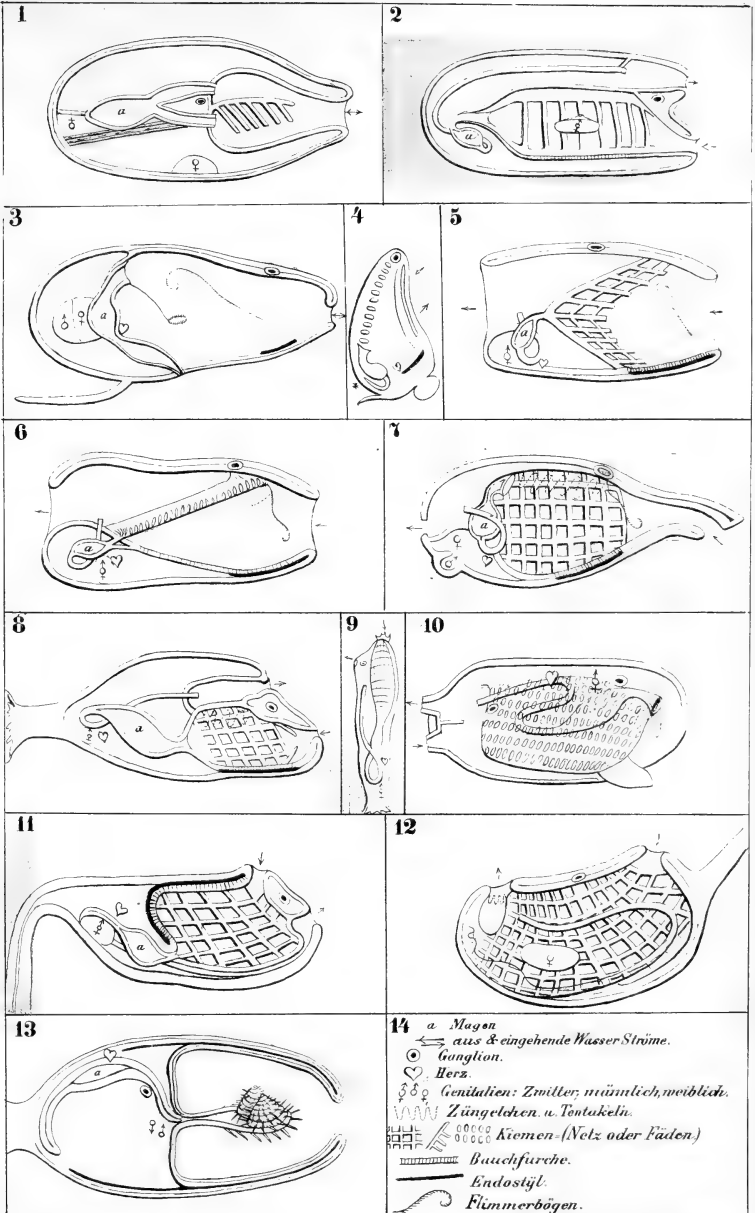 1
2
a
a
3
4
5
a
a
6
7
a
a
8
9
10
a
11
12
a
13
14
a
a Magen
aus & eingehende Wasser Ströme.
Ganglion.
Herz.
Genitalien: Zwitter, männlich, weiblich.
Züngelchen. u. Tentakeln.
Kiemen=(Netz oder Fäden.)
Bauchfurche.
Endostyl.
Flimmerbögen.